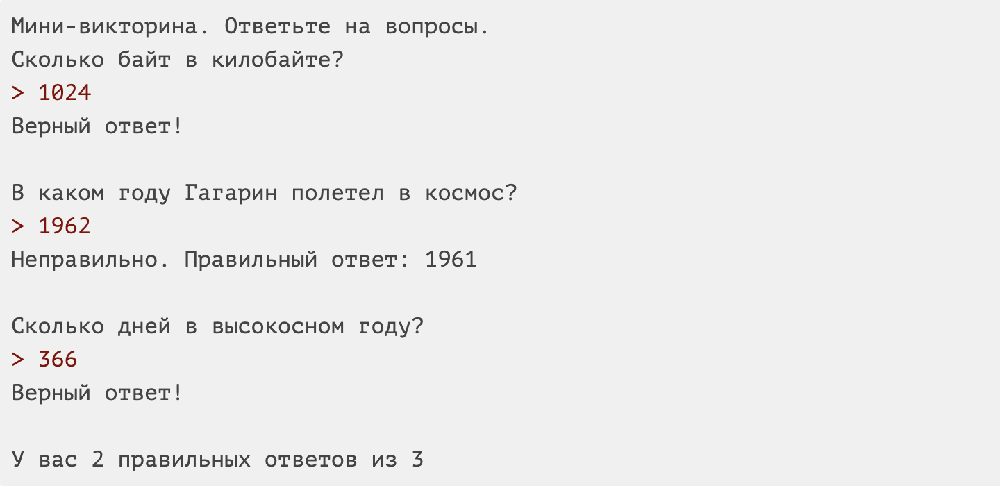 Мини-викторина. Ответьте на вопросы.
Сколько байт в килобайте?
> 1024
Верный ответ!
В каком году Гагарин полетел в космос?
> 1962
Неправильно. Правильный ответ: 1961
Сколько дней в высокосном году?
> 366
Верный ответ!
У вас 2 правильных ответов из 3